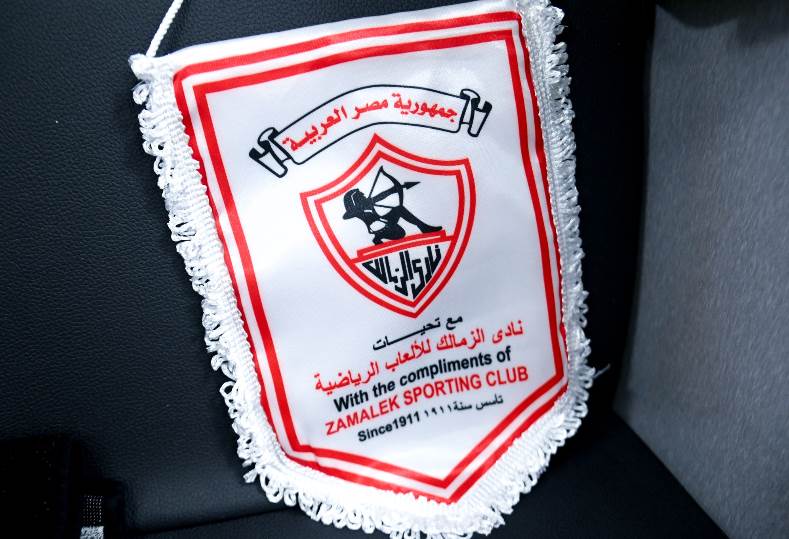 جمهورية مصر العربية
نادى الزمالك
مع تحيات
نادى الزمالك للألعاب الرياضية
With the compliments of
ZAMALEK SPORTING CLUB
Since1911 تأسس سنة ١٩١١